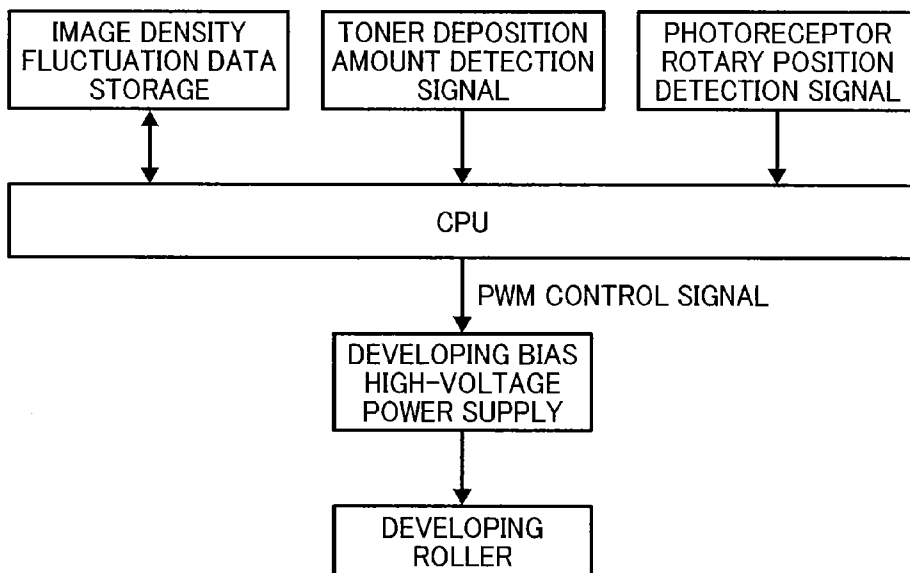 IMAGE DENSITY
FLUCTUATION DATA
STORAGE
TONER DEPOSITION
AMOUNT DETECTION
SIGNAL
PHOTORECEPTOR
ROTARY POSITION
DETECTION SIGNAL
CPU
PWM CONTROL SIGNAL
DEVELOPING BIAS
HIGH-VOLTAGE
POWER SUPPLY
DEVELOPING
ROLLER